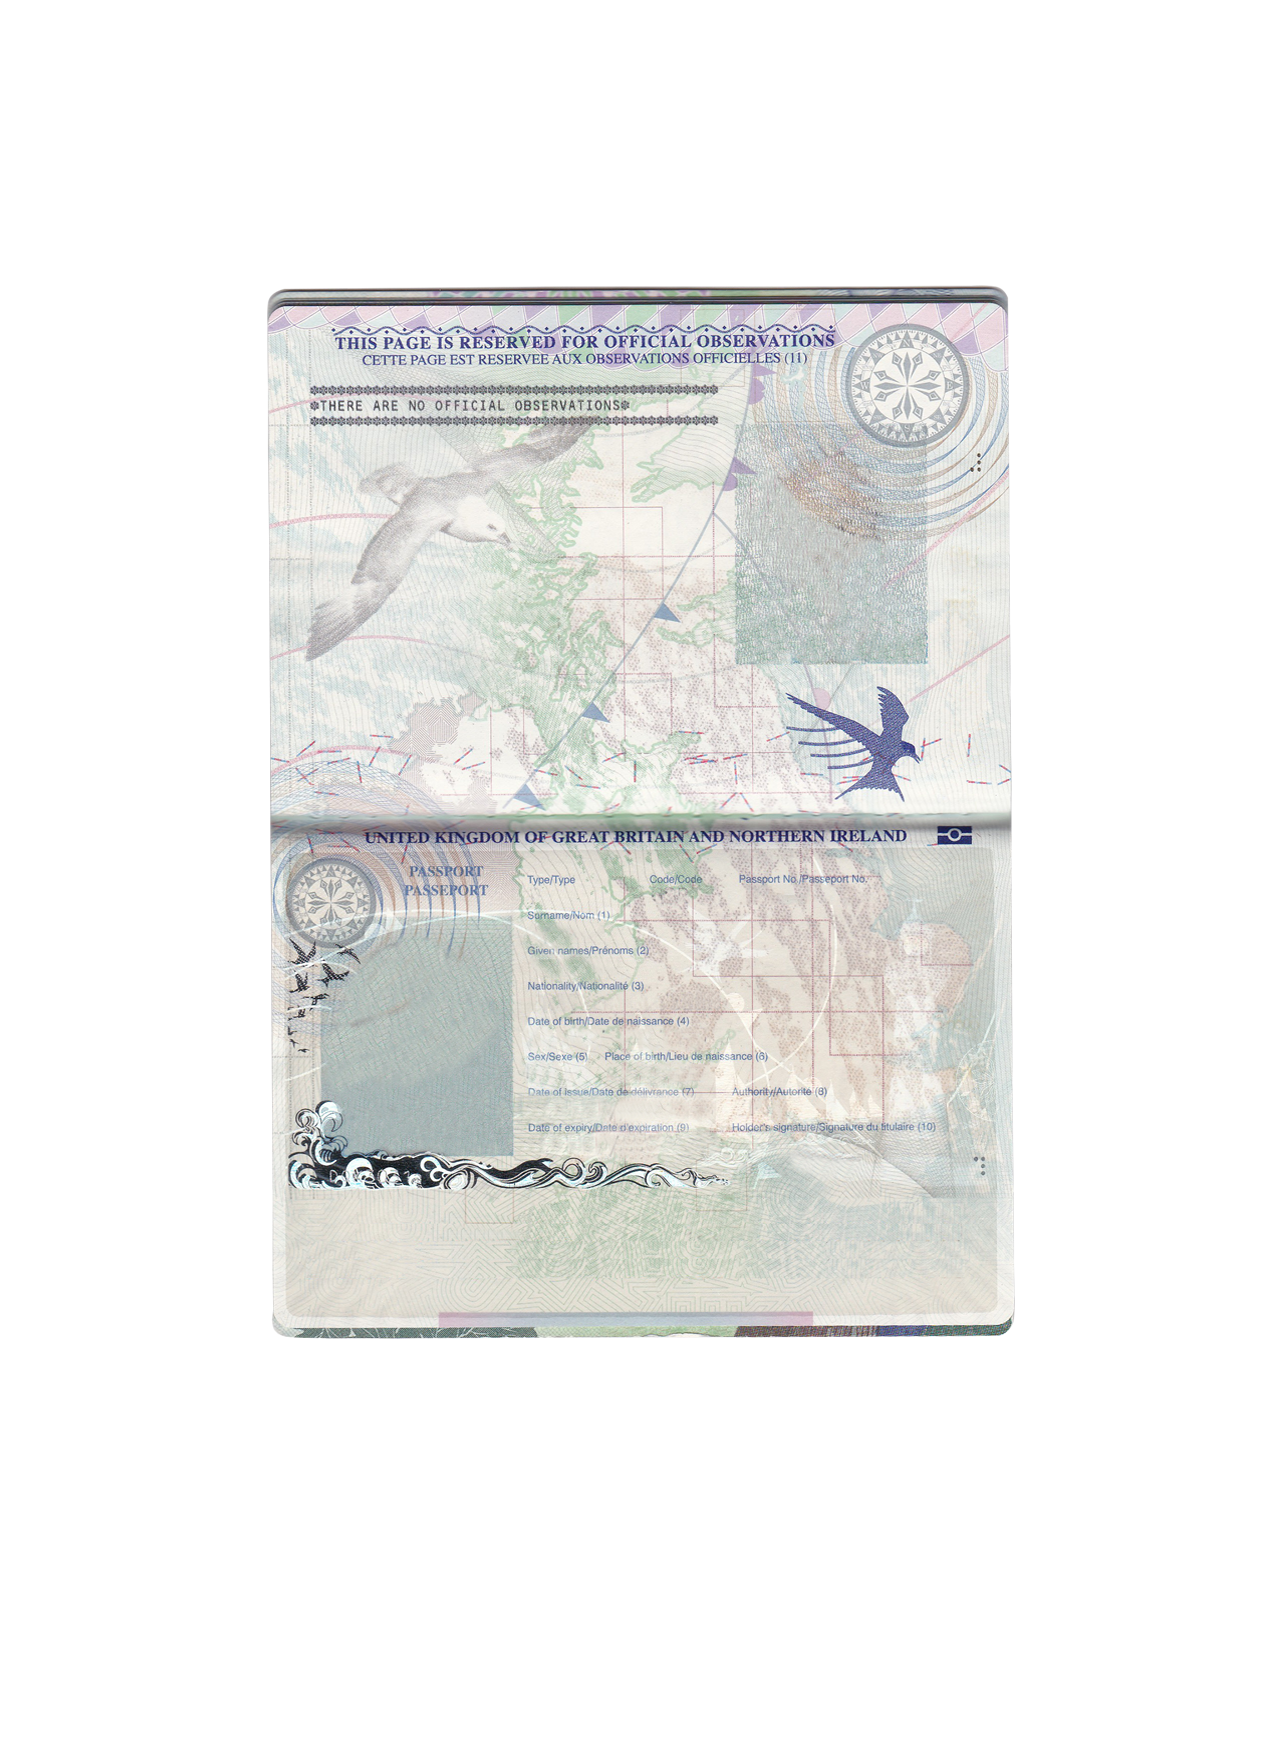 THIS PAGE IS RESERVED FOR OFFICIAL OBSERVATIONS
CETTE PAGE EST RESERVEE AUX OBSERVATIONS OFFICIELLES (11)
*THERE ARE NO OFFICIAL OBSERVATIONS*
UNITED KINGDOM OF GREAT BRITAIN AND NORTHERN IRELAND
PASSPORT
PASSEPORT
Type/Type Code/Code Passport No./Passeport No.
Surname/Nom (1)
Given names/Prénoms (2)
Nationality/Nationalité (3)
Date of birth/Date de naissance (4)
Sex/Sexe (5) Place of birth/Lieu de naissance (6)
Date of issue/Date de délivrance (7) Authority/Autorité (8)
Date of expiry/Date d'expiration (9) Holder's signature/Signature du titulaire (10)